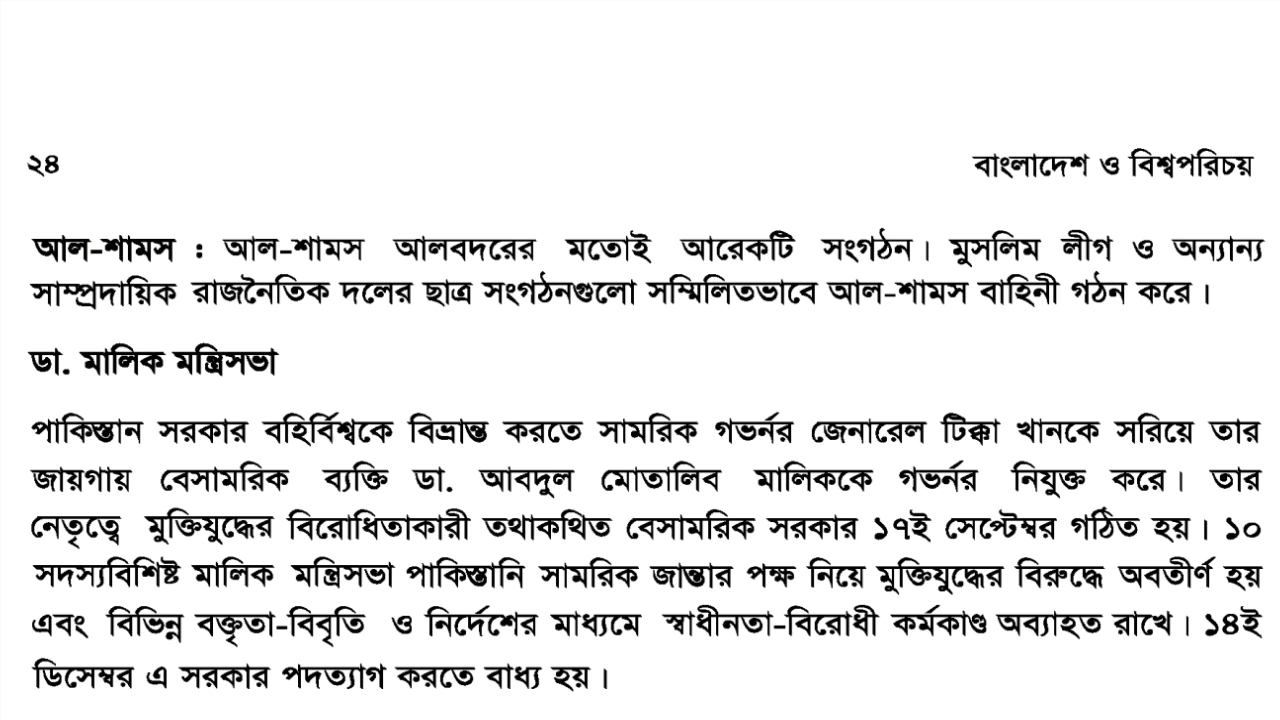 ২৪ বাংলাদেশ ও বিশ্বপরিচয়
আল-শামস : আল-শামস আলবদরের মতোই আরেকটি সংগঠন। মুসলিম লীগ ও অন্যান্য
সাম্প্রদায়িক রাজনৈতিক দলের ছাত্র সংগঠনগুলো সম্মিলিতভাবে আল-শামস বাহিনী গঠন করে।
ডা. মালিক মন্ত্রিসভা
পাকিস্তান সরকার বহির্বিশ্বকে বিভ্রান্ত করতে সামরিক গভর্নর জেনারেল টিক্কা খানকে সরিয়ে তার
জায়গায় বেসামরিক ব্যক্তি ডা. আবদুল মোতালিব মালিককে গভর্নর নিযুক্ত করে। তার
নেতৃত্বে মুক্তিযুদ্ধের বিরোধিতাকারী তথাকথিত বেসামরিক সরকার ১৭ই সেপ্টেম্বর গঠিত হয়। ১০
সদস্যবিশিষ্ট মালিক মন্ত্রিসভা পাকিস্তানি সামরিক জান্তার পক্ষ নিয়ে মুক্তিযুদ্ধের বিরুদ্ধে অবতীর্ণ হয়
এবং বিভিন্ন বক্তৃতা-বিবৃতি ও নির্দেশের মাধ্যমে স্বাধীনতা-বিরোধী কর্মকাণ্ড অব্যাহত রাখে। ১৪ই
ডিসেম্বর এ সরকার পদত্যাগ করতে বাধ্য হয়।